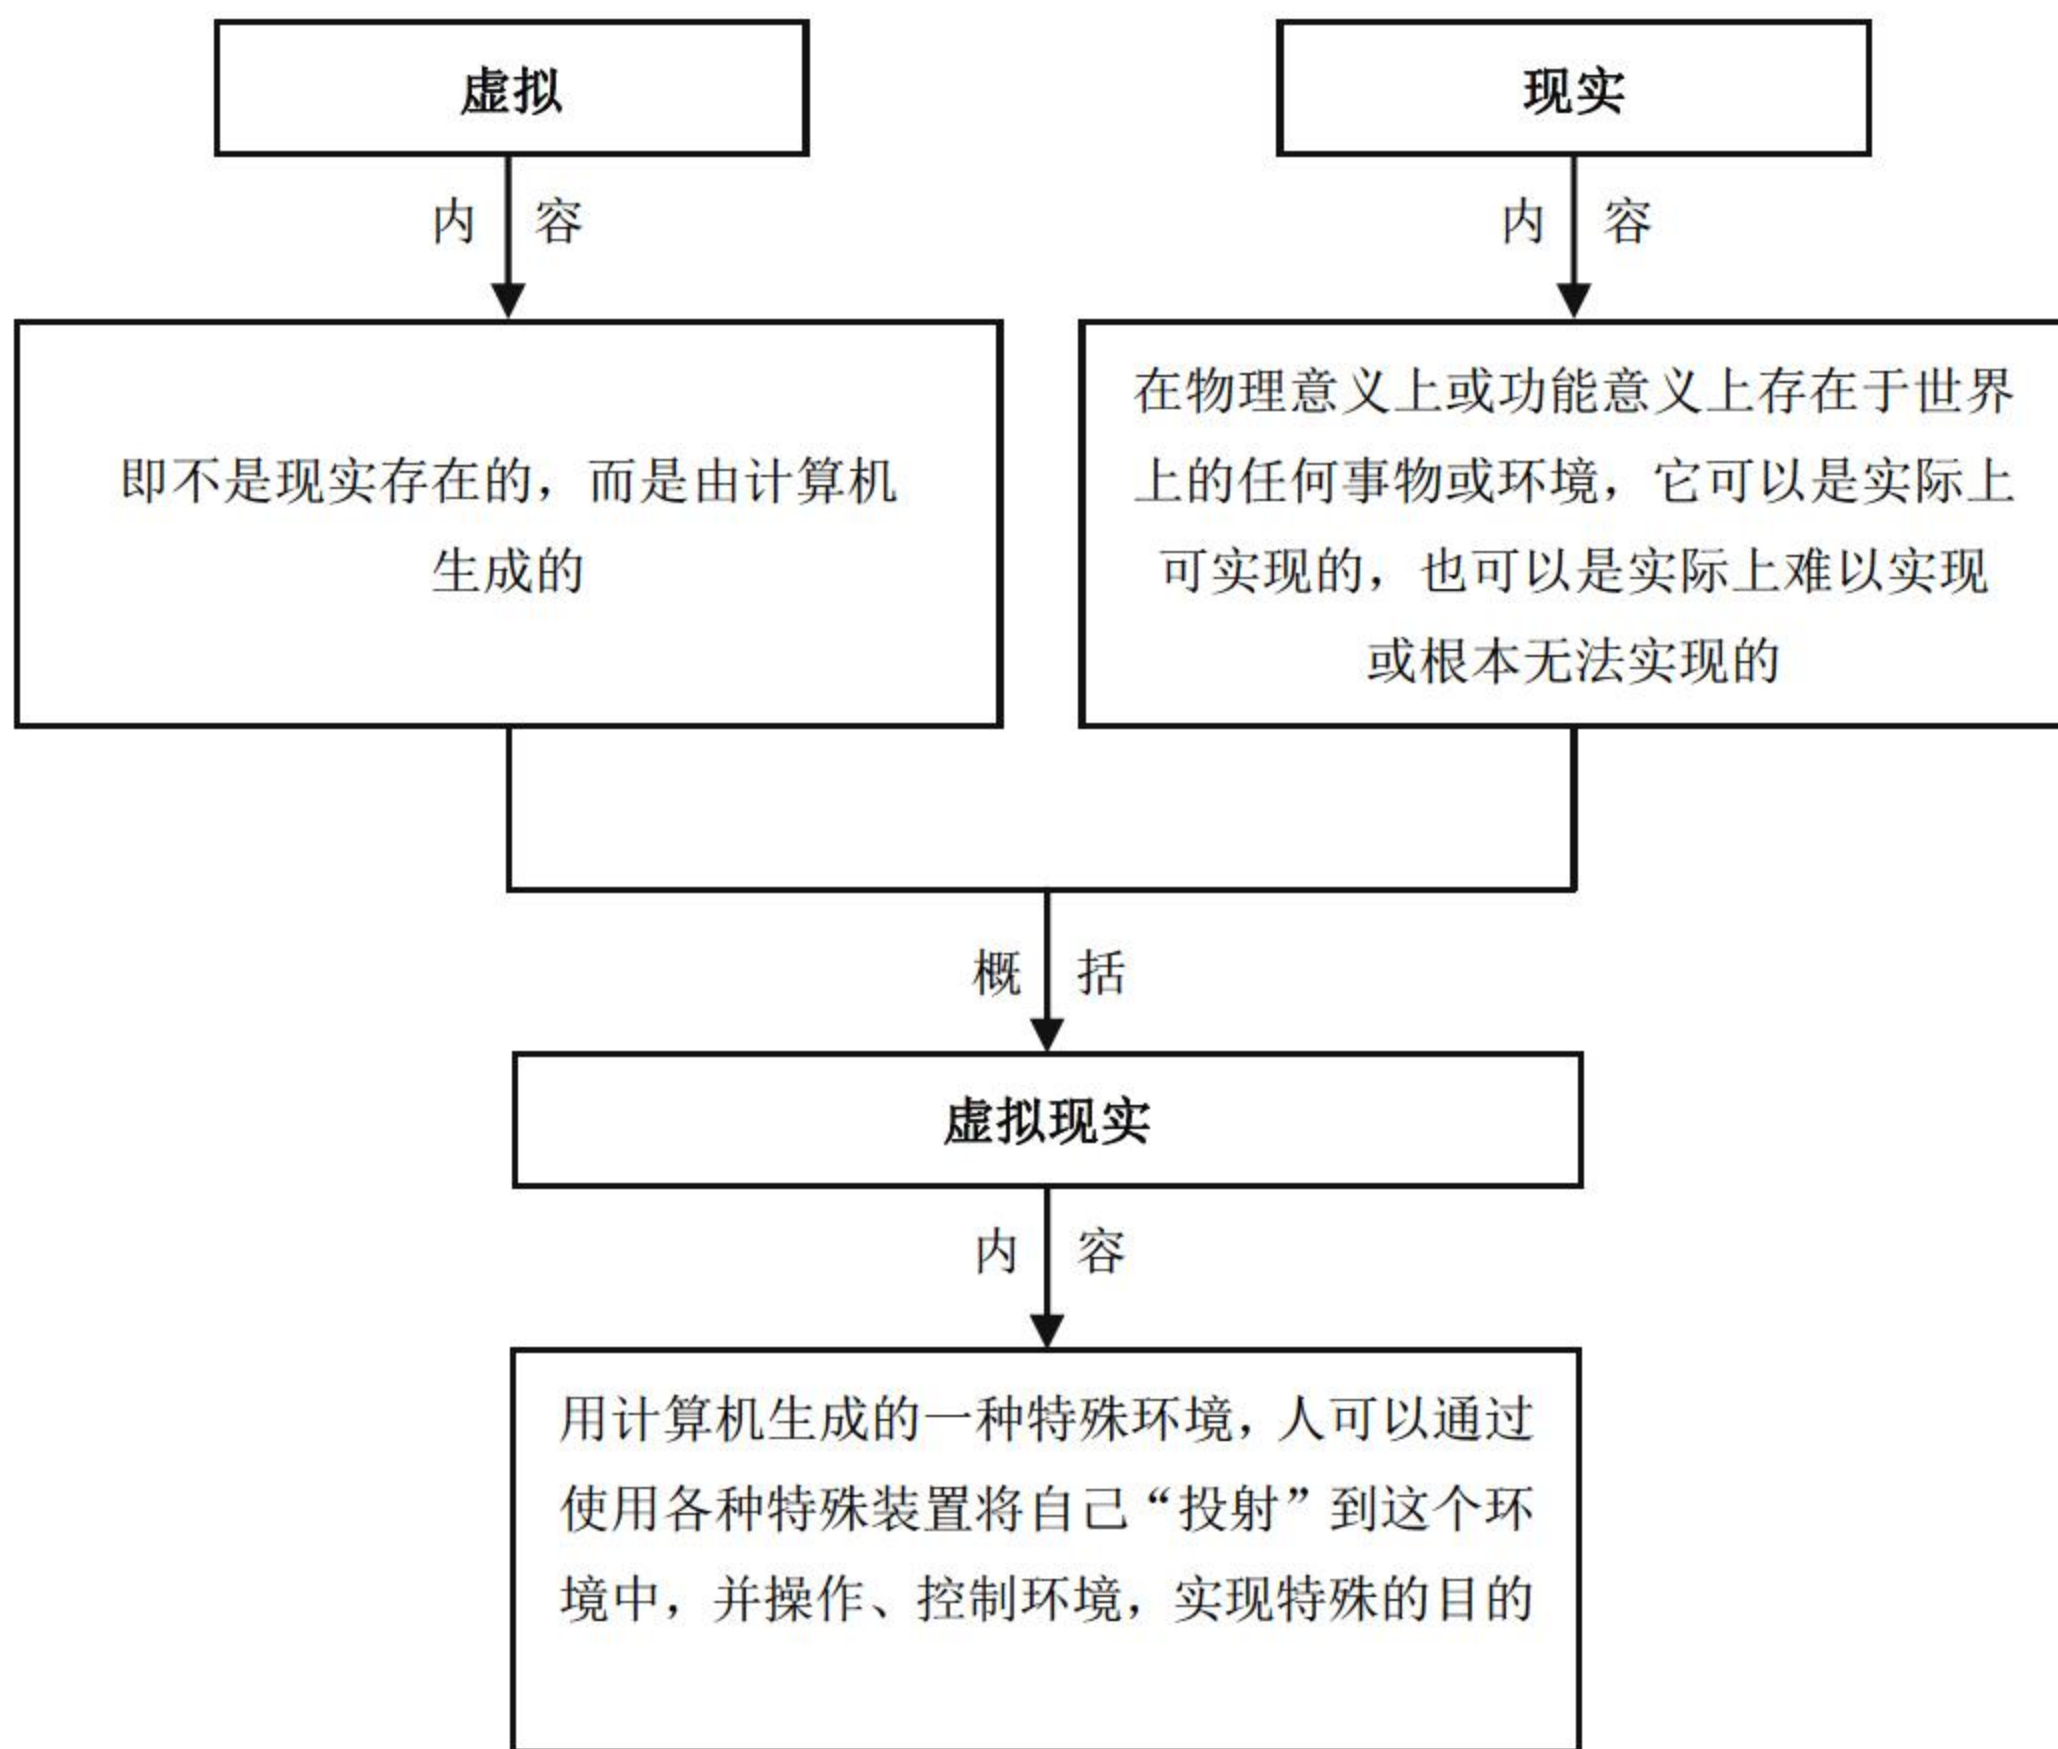 虚拟
现实
内 容
内 容
即不是现实存在的，而是由计算机
生成的
在物理意义上或功能意义上存在于世界
上的任何事物或环境，它可以是实际上
可实现的，也可以是实际上难以实现
或根本无法实现的
概 括
虚拟现实
内 容
用计算机生成的一种特殊环境，人可以通过
使用各种特殊装置将自己“投射”到这个环
境中，并操作、控制环境，实现特殊的目的